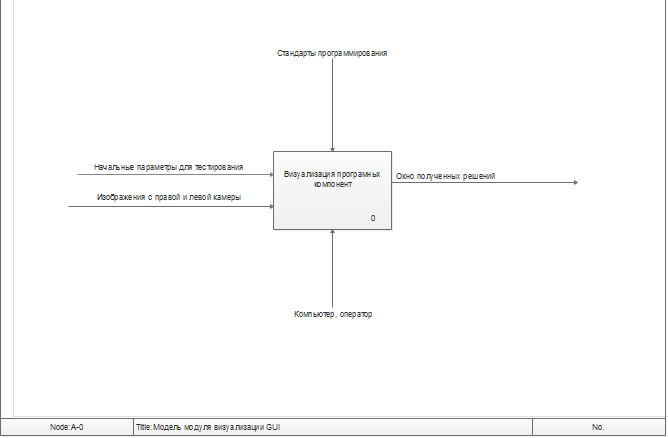 Стандарты программирования
Начальные параметры для тестирования
Изображения с правой и левой камеры
Визуализация програмных
компонент
0
Окно полученных решений
Компьютер, оператор
Node:A-0
Title:Модель модуля визуализации GUI
No.